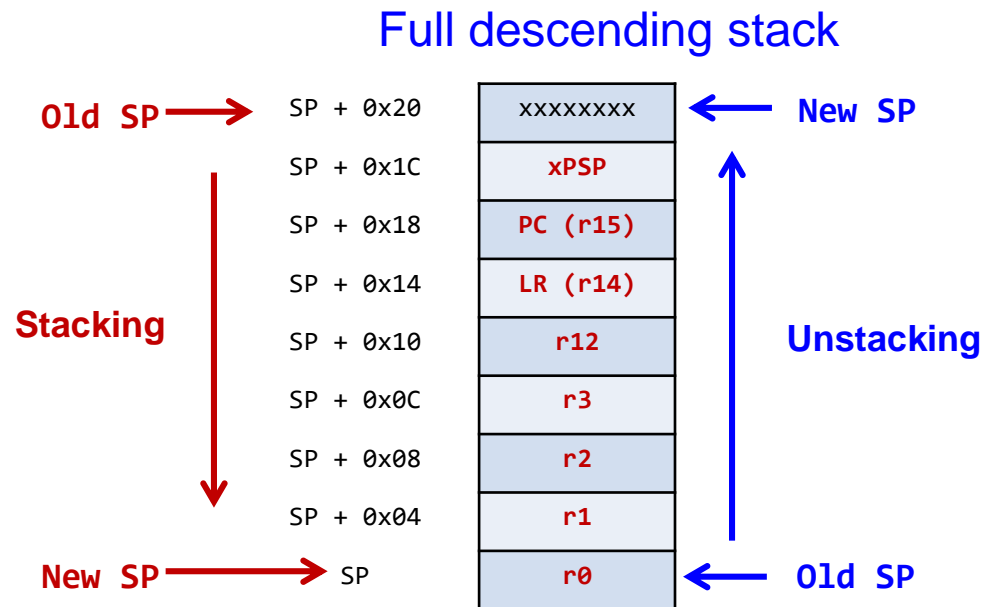 Full descending stack
Old SP SP + 0x20 xxxxxxxx New SP
SP + 0x1C xPSP
SP + 0x18 PC (r15)
SP + 0x14 LR (r14)
Stacking SP + 0x10 r12 Unstacking
SP + 0x0C r3
SP + 0x08 r2
SP + 0x04 r1
New SP SP r0 Old SP